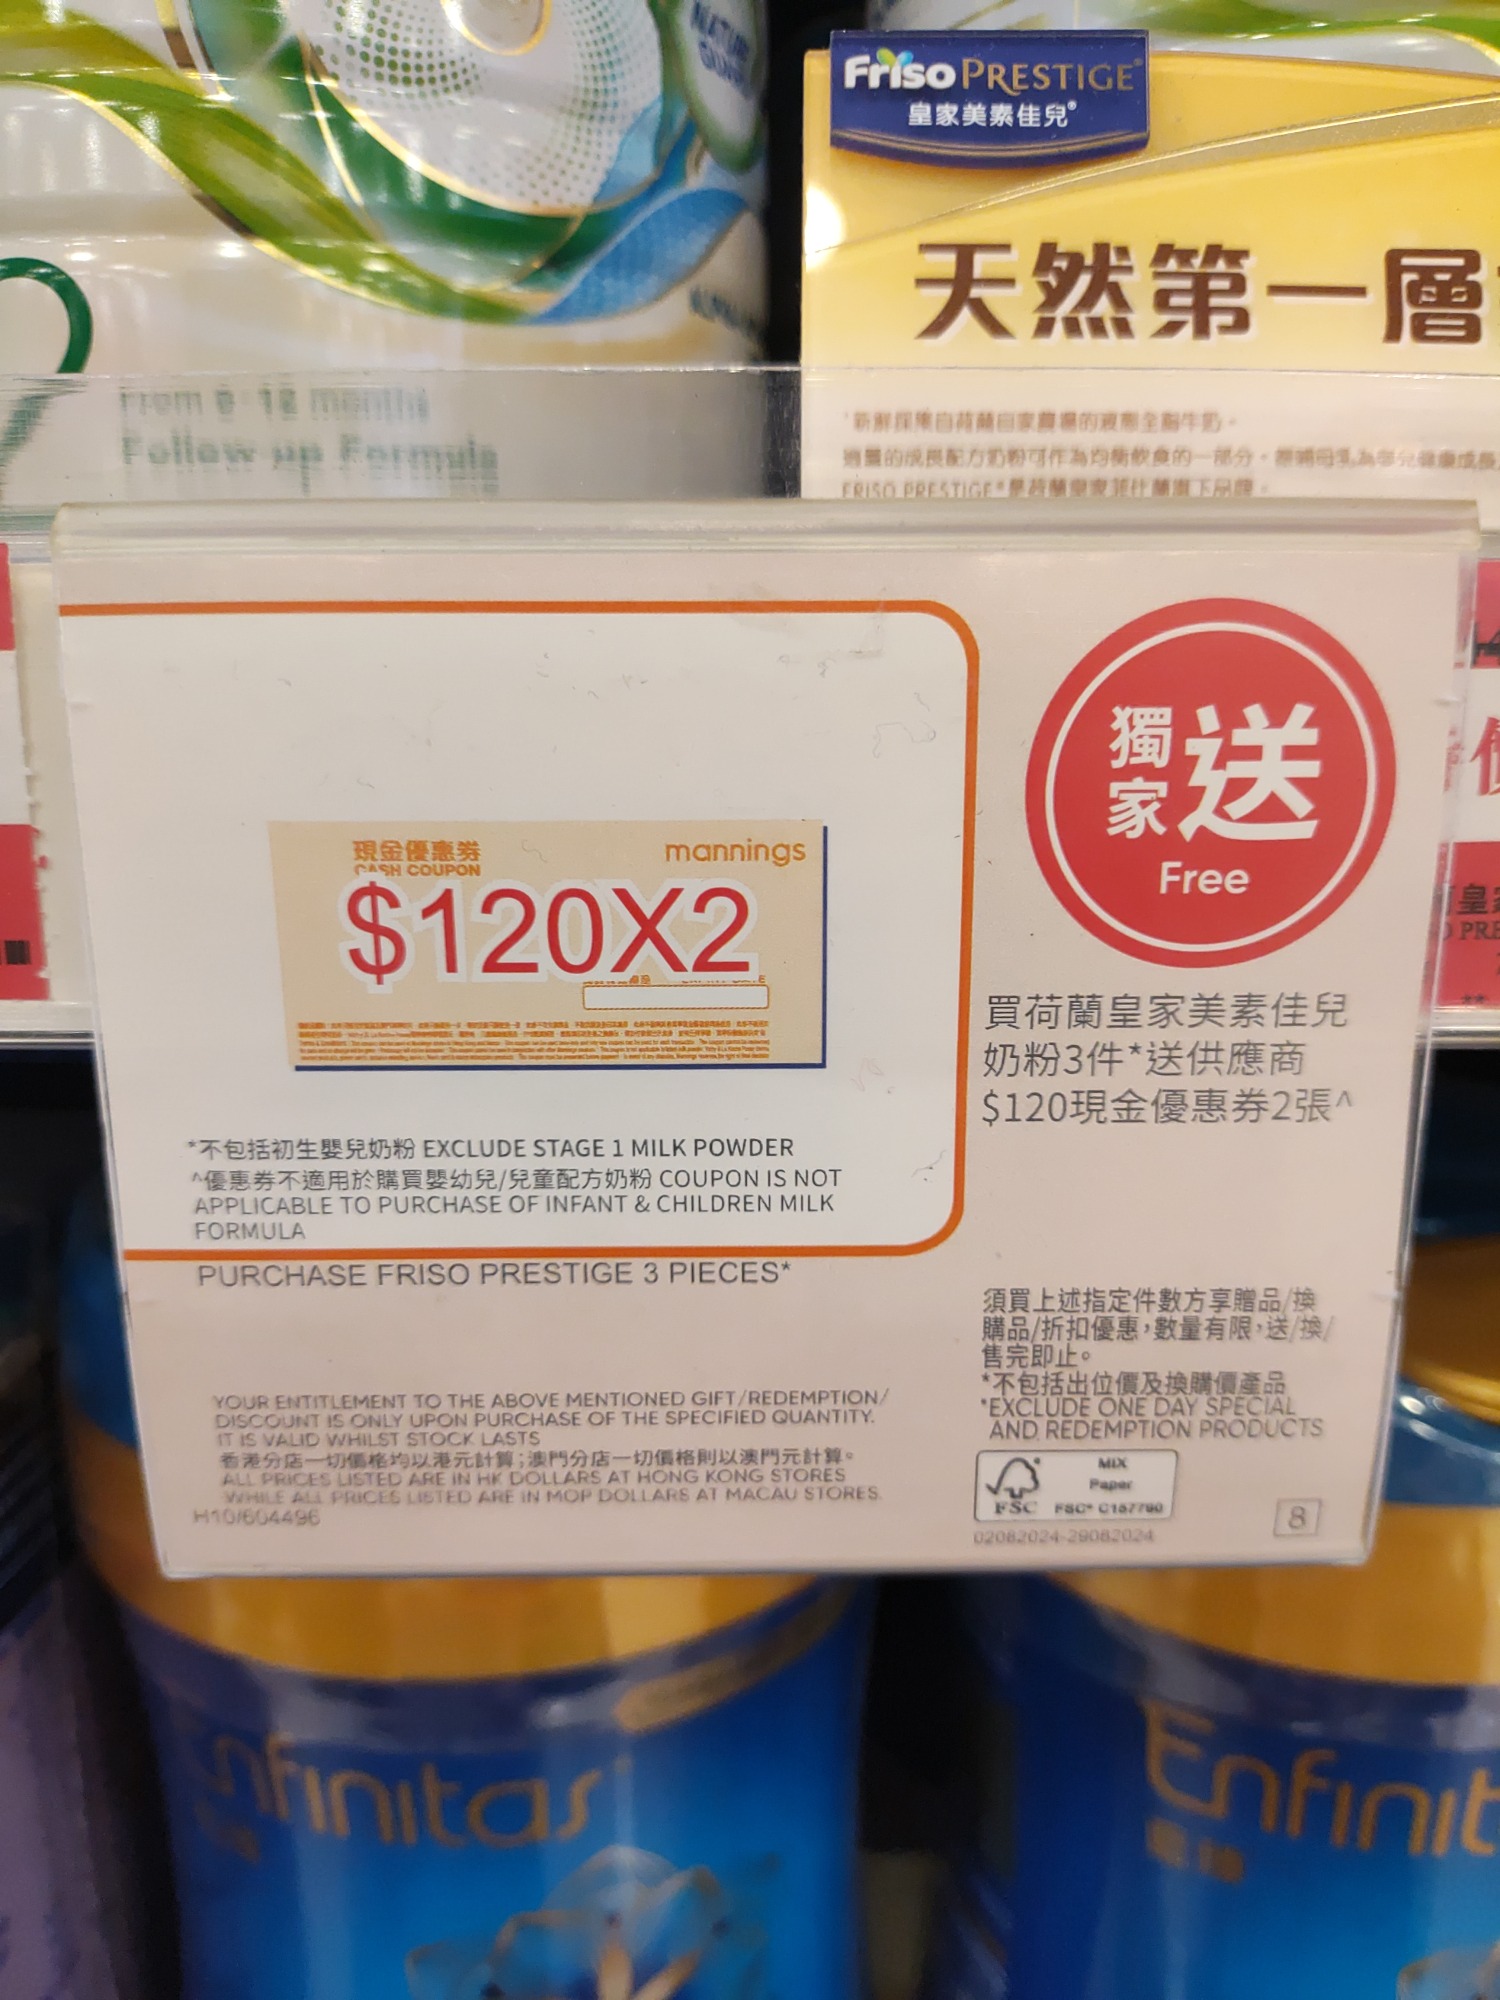 Friso PRESTIGE
皇家美素佳兒
天然第一層
From 6-18 months
Follow up Formula
FRISO PRESTIGE
獨家送
Free
現金優惠券
CASH COUPON
mannings
$120X2
買荷蘭皇家美素佳兒
奶粉3件*送供應商
$120現金優惠券2張^
*不包括初生嬰兒奶粉 EXCLUDE STAGE 1 MILK POWDER
^優惠券不適用於購買嬰幼兒/兒童配方奶粉 COUPON IS NOT
APPLICABLE TO PURCHASE OF INFANT & CHILDREN MILK
FORMULA
PURCHASE FRISO PRESTIGE 3 PIECES*
須買上述指定件數方享贈品/換
購品/折扣優惠,數量有限,送/換/
售完即止。
*不包括出位價及換購價產品
*EXCLUDE ONE DAY SPECIAL
AND REDEMPTION PRODUCTS
YOUR ENTITLEMENT TO THE ABOVE MENTIONED GIFT/REDEMPTION/
DISCOUNT IS ONLY UPON PURCHASE OF THE SPECIFIED QUANTITY.
IT IS VALID WHILST STOCK LASTS
香港分店一切價格均以港元計算;澳門分店一切價格則以澳門元計算。
ALL PRICES LISTED ARE IN HK DOLLARS AT HONG KONG STORES
WHILE ALL PRICES LISTED ARE IN MOP DOLLARS AT MACAU STORES.
H10/604496
FSC
MIX
Paper
FSC® C157790
02082024-29082024
8
Enfinitas
Enfinit